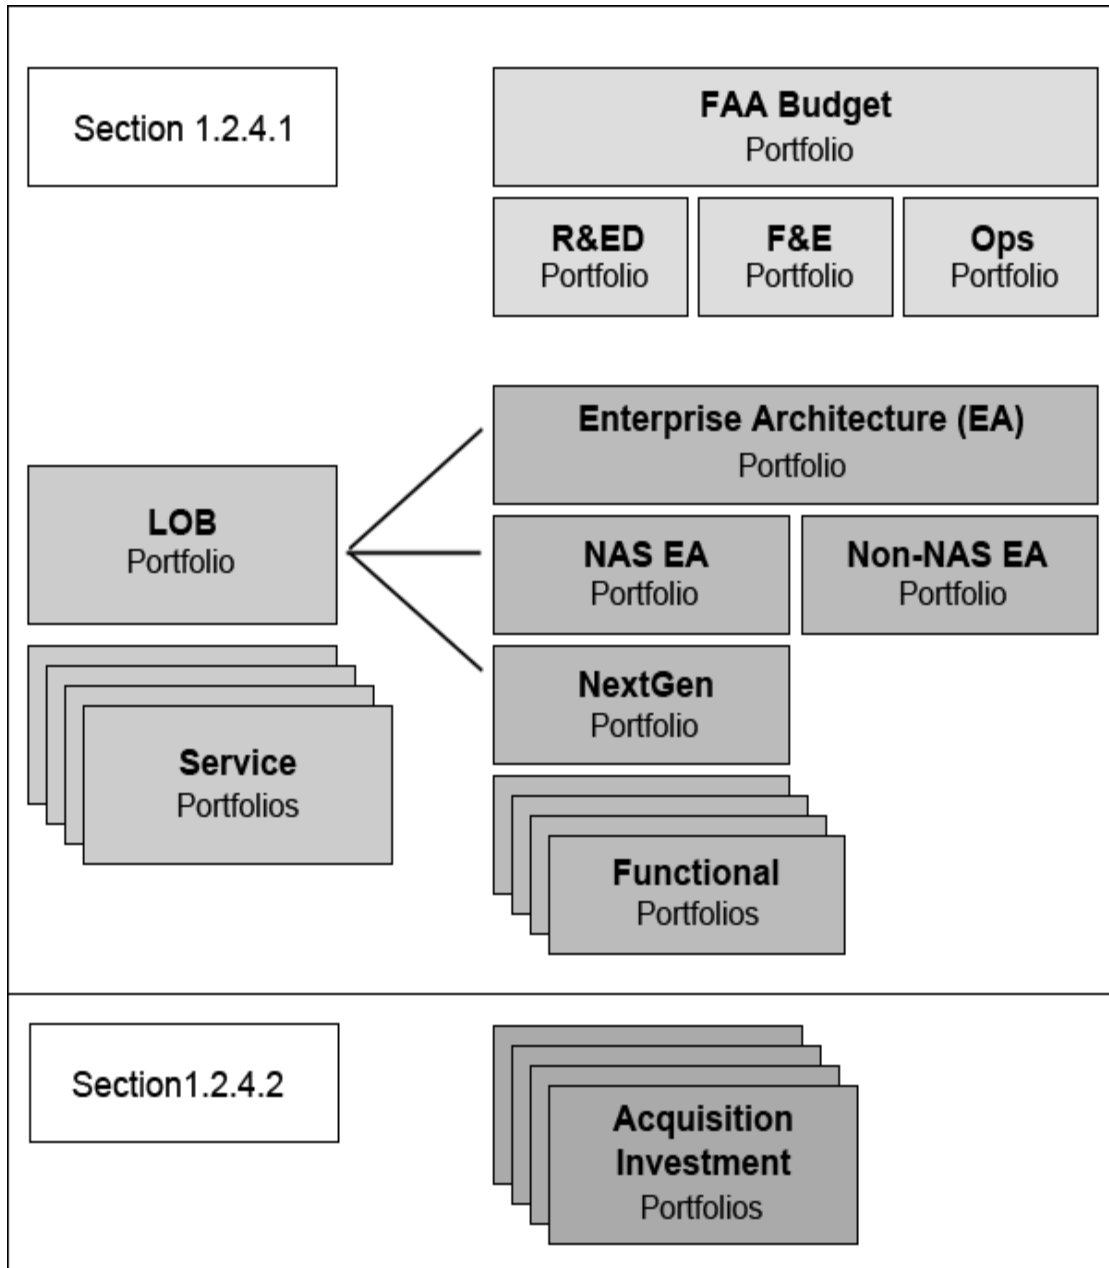 Section 1.2.4.1
FAA Budget
Portfolio
R&ED
Portfolio
F&E
Portfolio
Ops
Portfolio
Enterprise Architecture (EA)
Portfolio
LOB
Portfolio
NAS EA
Portfolio
Non-NAS EA
Portfolio
NextGen
Portfolio
Service
Portfolios
Functional
Portfolios
Section1.2.4.2
Acquisition
Investment
Portfolios